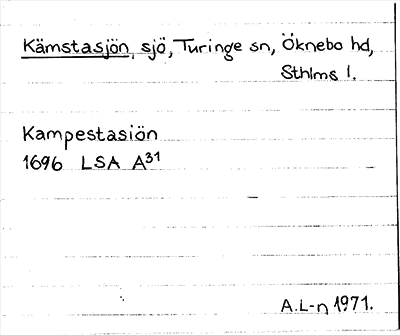 Kämstasjön, sjö, Turinge sn, Öknebo hd,
Sthlms l.
Kampestasiön
1696 LSA A31
A.L-n 1971.